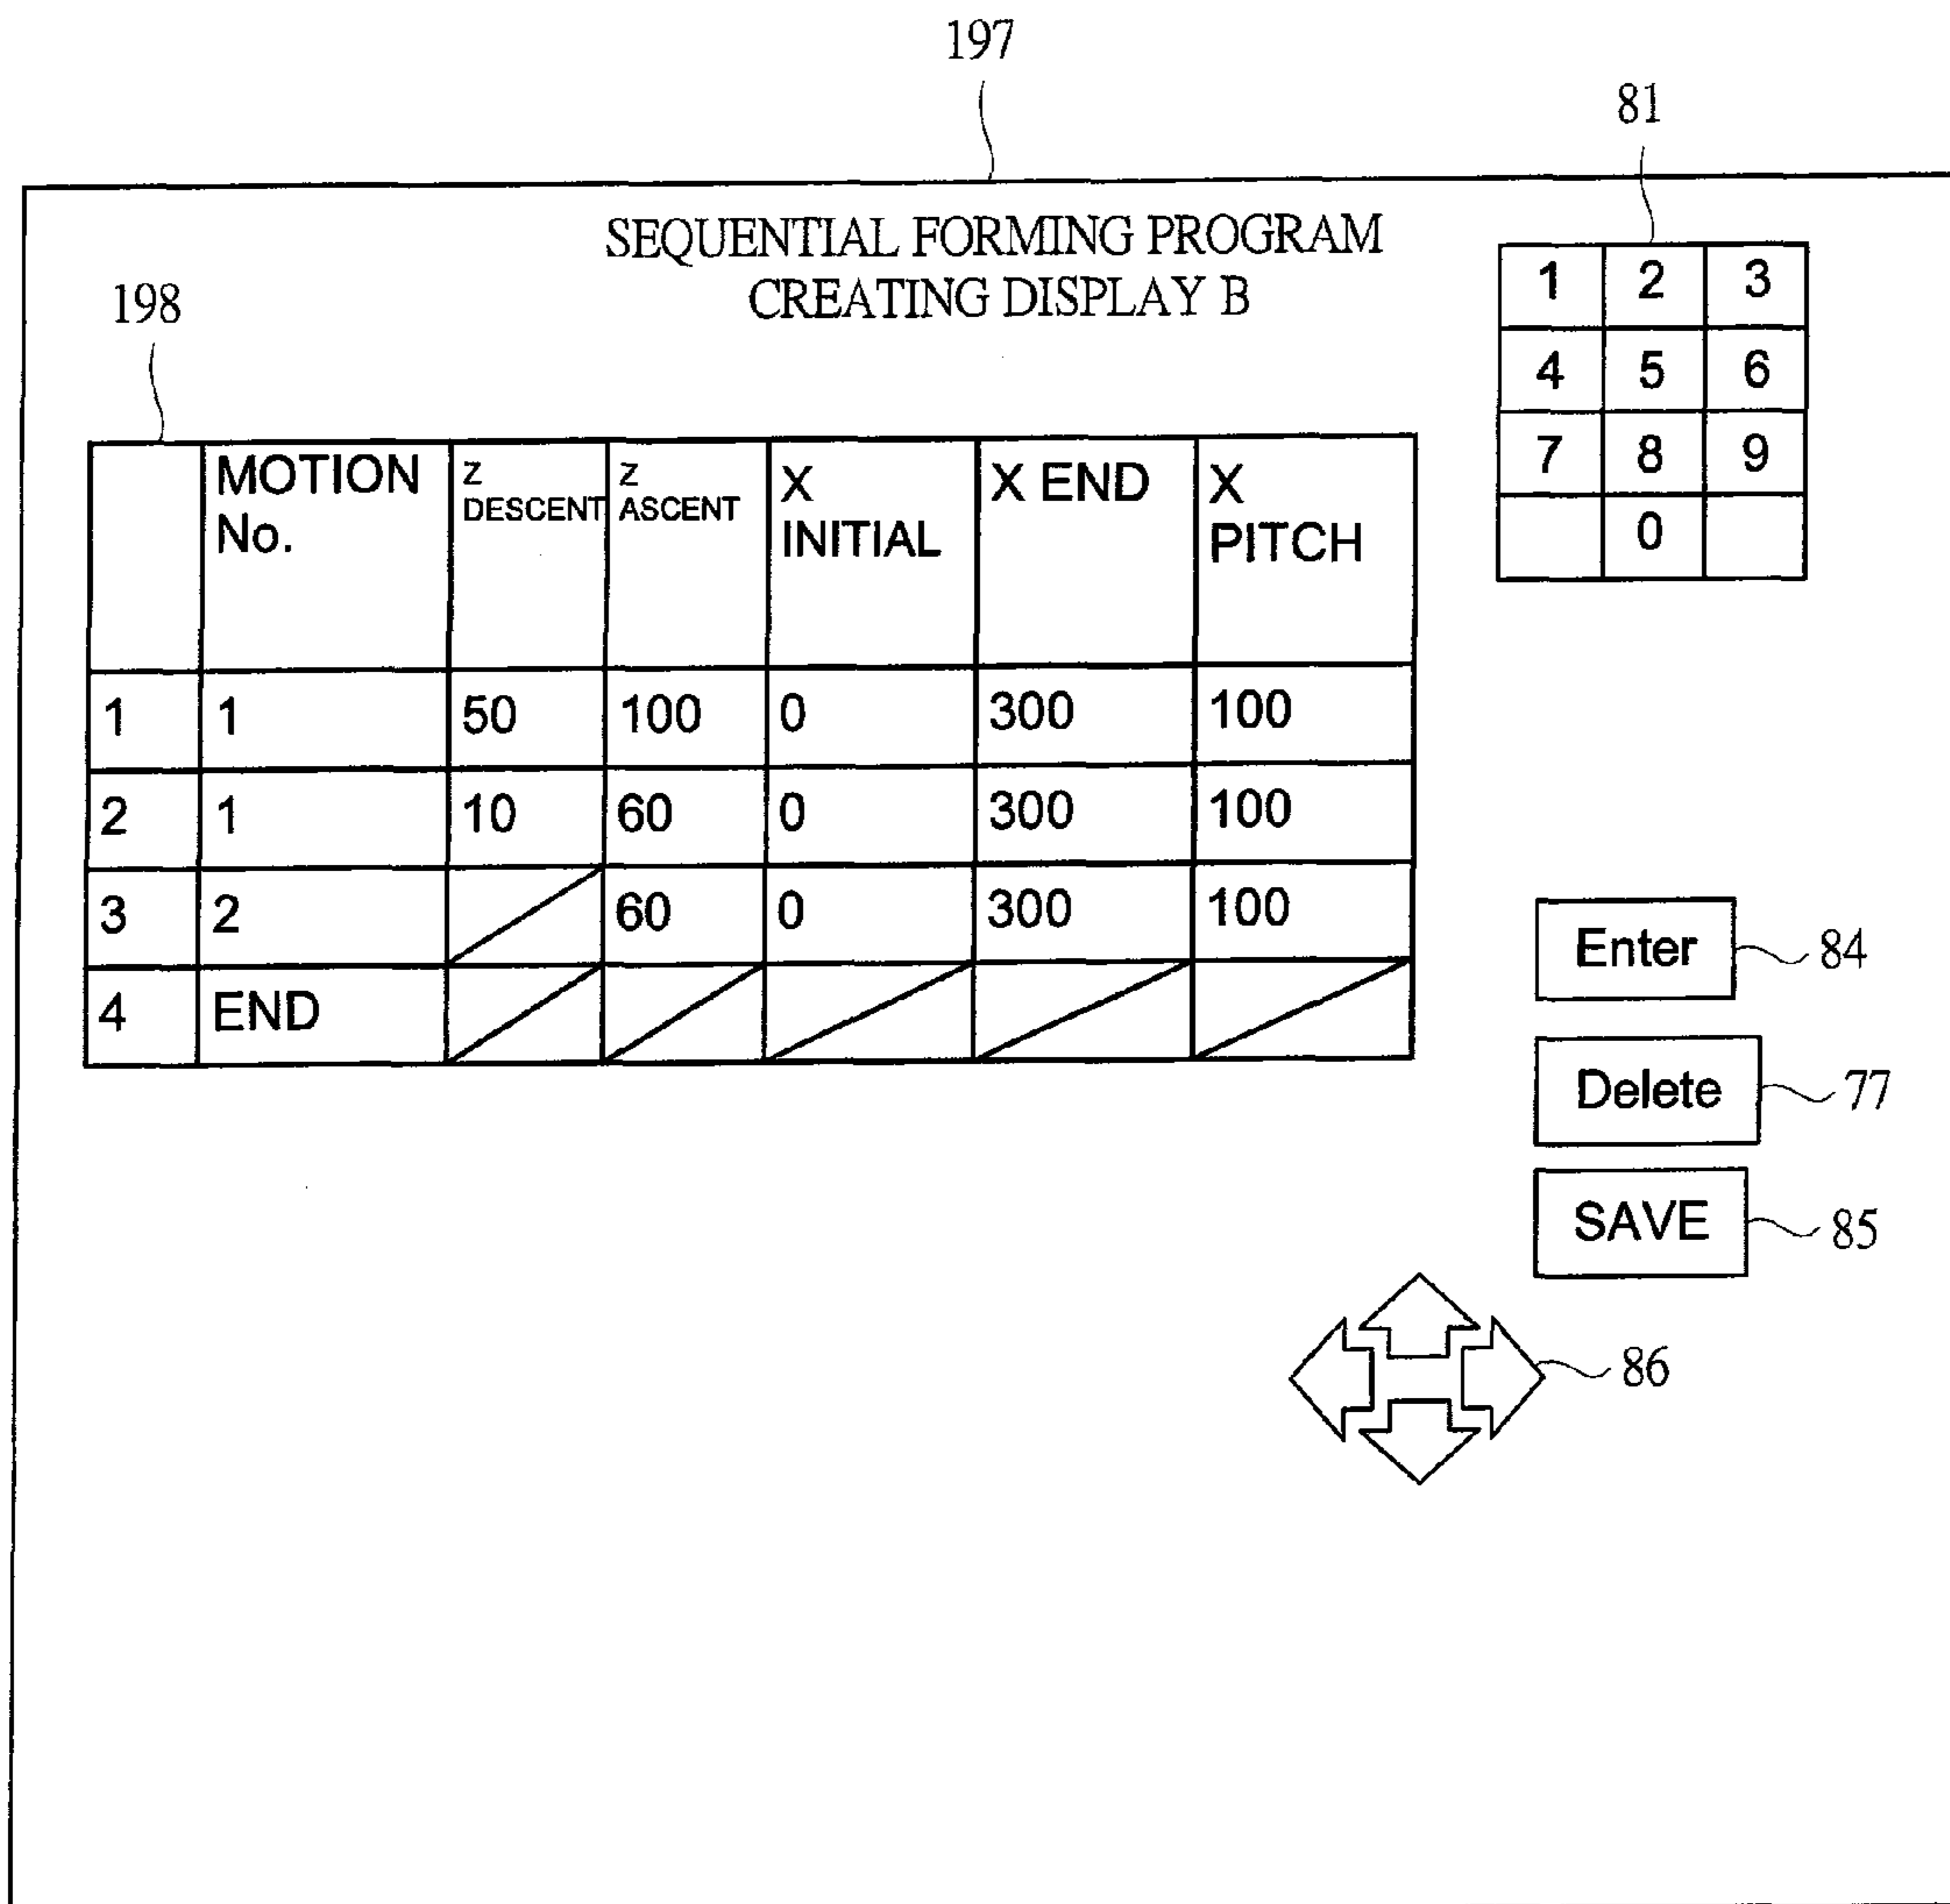 197
81
SEQUENTIAL FORMING PROGRAM
CREATING DISPLAY B
198
1 2 3
4 5 6
7 8 9
0
MOTION No. Z DESCENT Z ASCENT X INITIAL X END X PITCH
1 1 50 100 0 300 100
2 1 10 60 0 300 100
3 2 60 0 300 100
4 END
Enter 84
Delete 77
SAVE 85
86